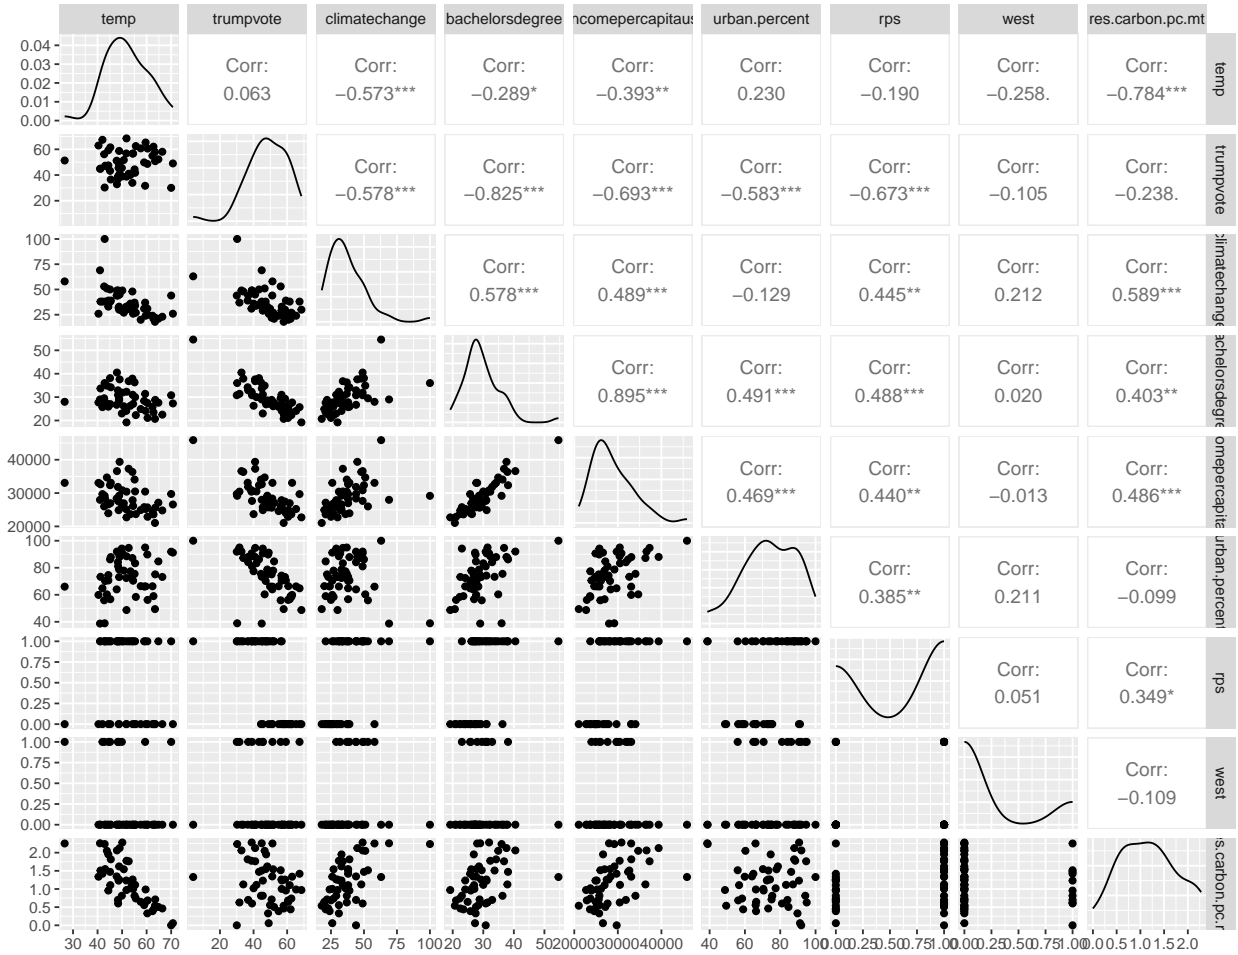 temp trumpvote climatechange bachelorsdegree ncomepercapitaus urban.percent rps west res.carbon.pc.mt
0.04
0.03
0.02
0.01
0.00
Corr: Corr: Corr: Corr: Corr: Corr: Corr: Corr:
0.063 −0.573*** −0.289* −0.393** 0.230 −0.190 −0.258. −0.784***
temp
60
40
20
Corr: Corr: Corr: Corr: Corr: Corr: Corr:
−0.578*** −0.825*** −0.693*** −0.583*** −0.673*** −0.105 −0.238.
trumpvote
100
75
50
25
Corr: Corr: Corr: Corr: Corr: Corr:
0.578*** 0.489*** −0.129 0.445** 0.212 0.589***
climatechange
50
40
30
20
Corr: Corr: Corr: Corr: Corr:
0.895*** 0.491*** 0.488*** 0.020 0.403**
achelorsdegre
40000
30000
20000
Corr: Corr: Corr: Corr:
0.469*** 0.440** −0.013 0.486***
omepercapita
100
80
60
40
Corr: Corr: Corr:
0.385** 0.211 −0.099
urban.percent
1.00
0.75
0.50
0.25
0.00
Corr: Corr:
0.051 0.349*
rps
1.00
0.75
0.50
0.25
0.00
Corr:
−0.109
west
2.0
1.5
1.0
0.5
0.0
s.carbon.pc.r
30 40 50 60 70 20 40 60 25 50 75 100 20 30 40 50 20000 30000 40000 40 60 80 100 0.00 0.25 0.50 0.75 1.00 0.00 0.25 0.50 0.75 1.00 0.0 0.5 1.0 1.5 2.0